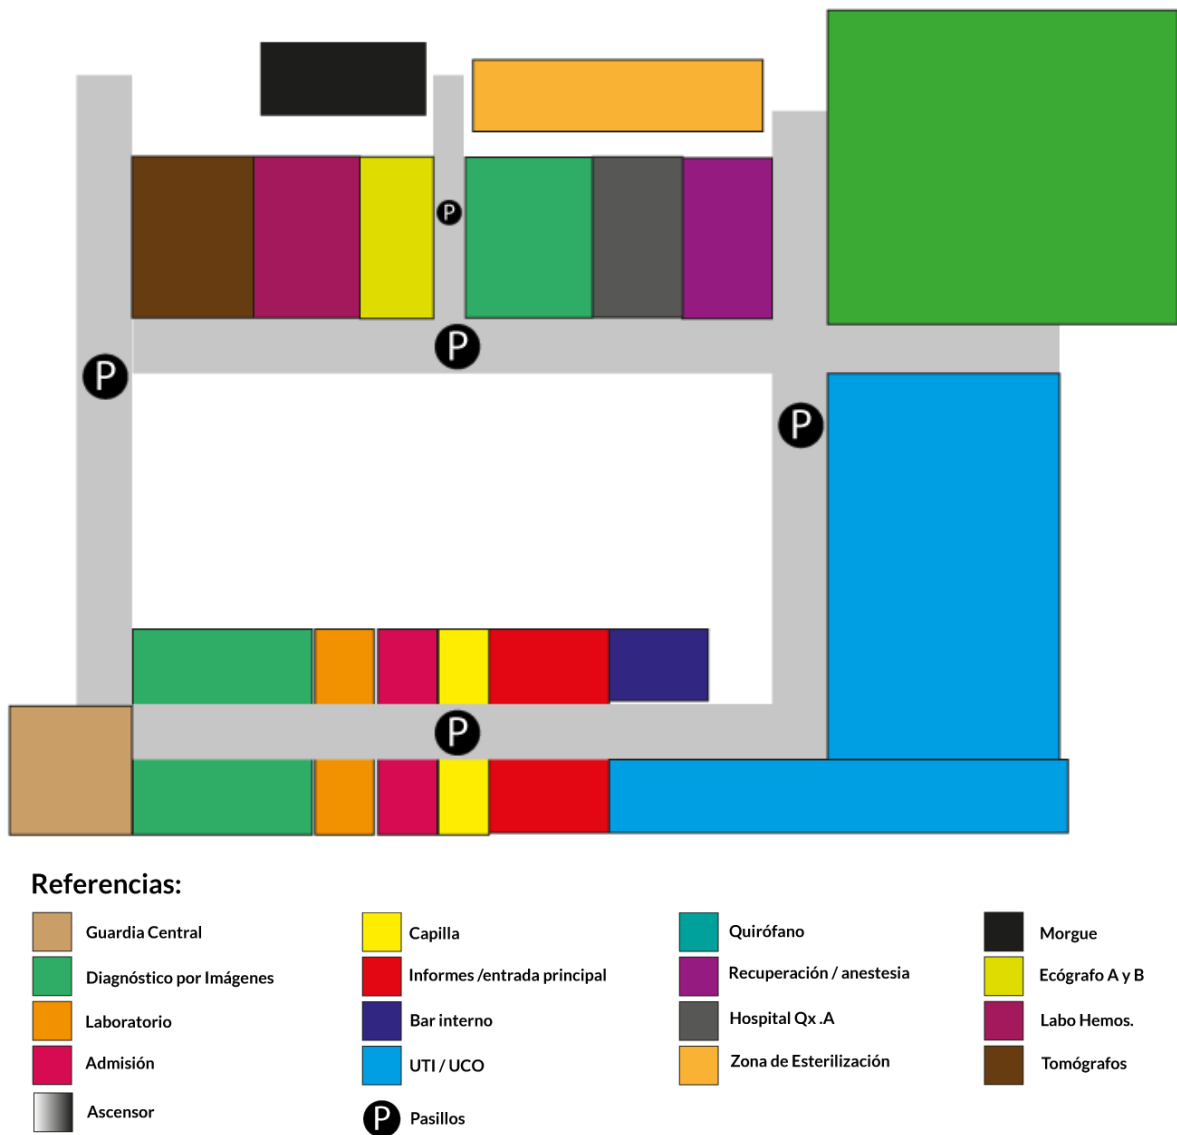 P
P
P
P
P
Referencias:
Guardia Central
Capilla
Quirófano
Morgue
Diagnóstico por Imágenes
Informes /entrada principal
Recuperación / anestesia
Ecógrafo A y B
Laboratorio
Bar interno
Hospital Qx .A
Labo Hemos.
Admisión
UTI / UCO
Zona de Esterilización
Tomógrafos
Ascensor
P Pasillos